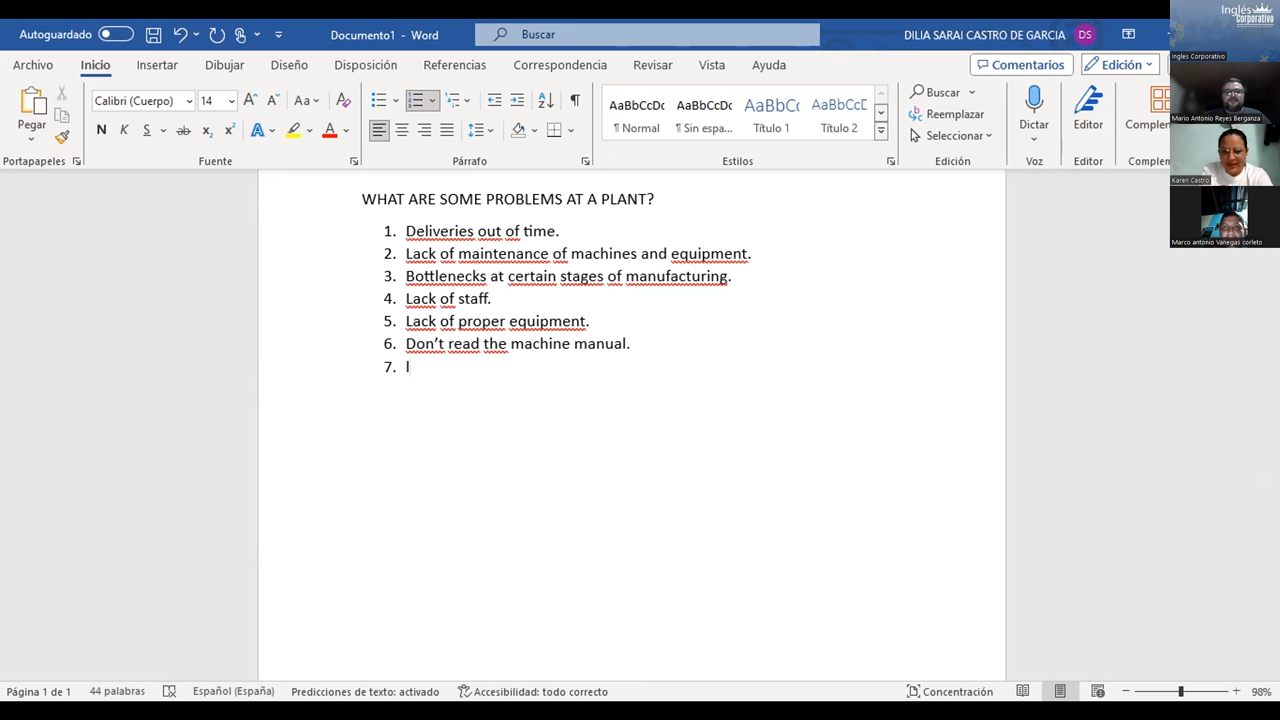 Autoguardado
Documento1 - Word
Buscar
DILIA SARAI CASTRO DE GARCIA
DS
Archivo Inicio Insertar Dibujar Diseño Disposición Referencias Correspondencia Revisar Vista Ayuda
Comentarios
Edición
Pegar
Portapapeles
Calibri (Cuerpo) 14
Fuente
Párrafo
AaBbCcDc AaBbCcDc AaBbCc AaBbCcD
¶ Normal ¶ Sin espa... Título 1 Título 2
Estilos
Buscar
Reemplazar
Seleccionar
Edición
Dictar
Voz
Editor
Editor
Inglés
Corporativo
Ingles Corporativo
Mario Antonio Reyes Berganza
Karen Castro
Marco antonio Vanegas corleto
WHAT ARE SOME PROBLEMS AT A PLANT?
1. Deliveries out of time.
2. Lack of maintenance of machines and equipment.
3. Bottlenecks at certain stages of manufacturing.
4. Lack of staff.
5. Lack of proper equipment.
6. Don’t read the machine manual.
7. I
Página 1 de 1
44 palabras
Español (España)
Predicciones de texto: activado
Accesibilidad: todo correcto
Concentración
98%